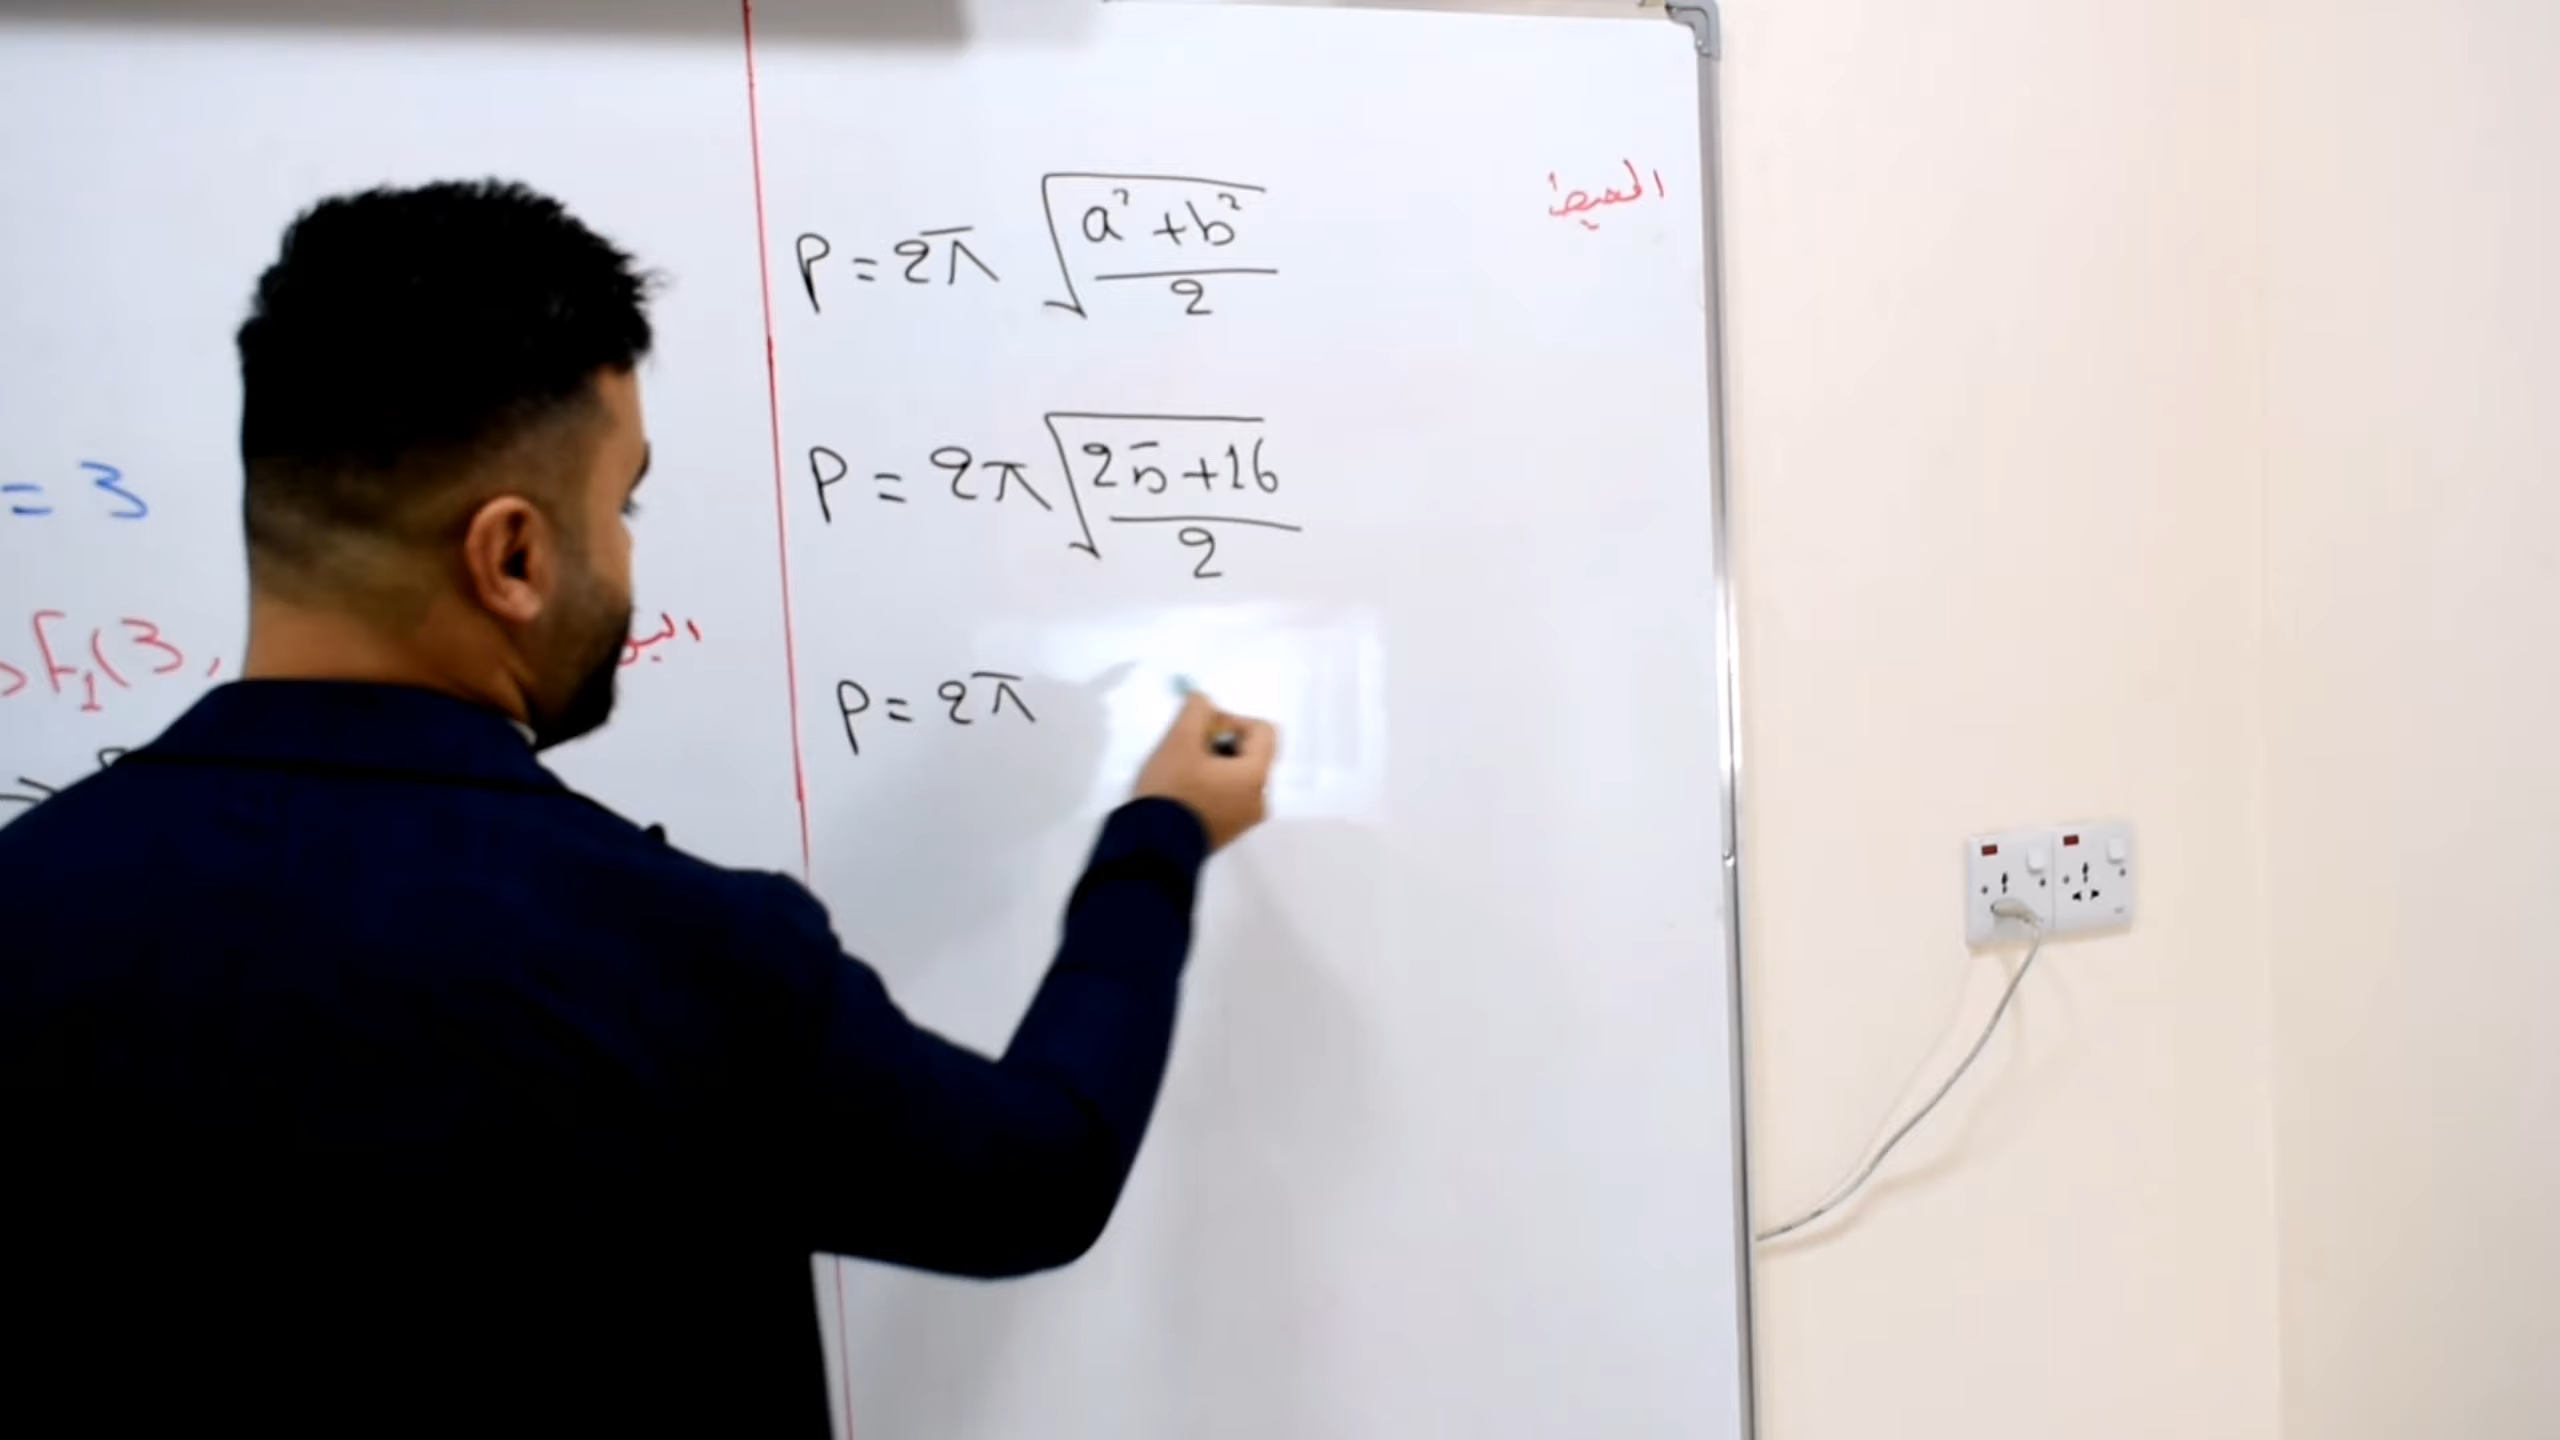 = 3
F₁(3,
المحيط
P = 2π √((a² + b²)/2)
P = 2π √((25+16)/2)
P = 2π